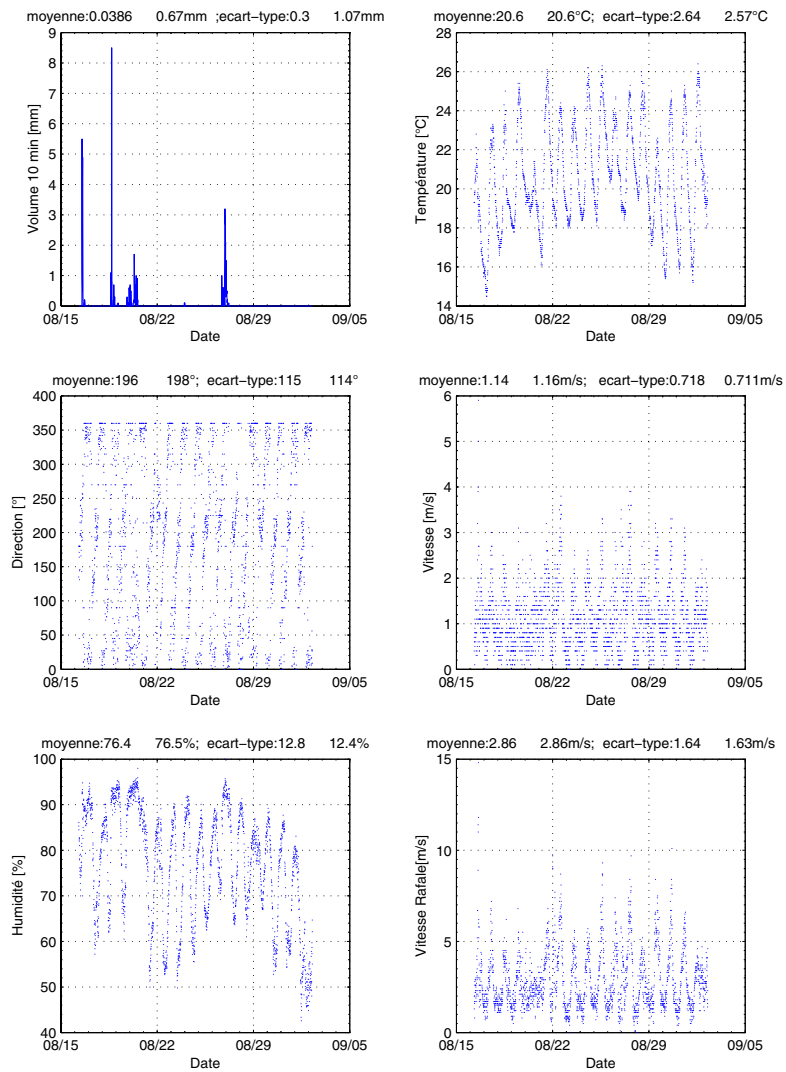 moyenne:0.0386 0.67mm ;ecart-type:0.3 1.07mm
9
8
7
6
5
4
3
2
1
0
Volume 10 min [mm]
08/15 08/22 08/29 09/05
Date
moyenne:20.6 20.6°C; ecart-type:2.64 2.57°C
28
26
24
22
20
18
16
14
Température [°C]
08/15 08/22 08/29 09/05
Date
moyenne:196 198°; ecart-type:115 114°
400
350
300
250
200
150
100
50
0
Direction [°]
08/15 08/22 08/29 09/05
Date
moyenne:1.14 1.16m/s; ecart-type:0.718 0.711m/s
6
5
4
3
2
1
0
Vitesse [m/s]
08/15 08/22 08/29 09/05
Date
moyenne:76.4 76.5%; ecart-type:12.8 12.4%
100
90
80
70
60
50
40
Humidité [%]
08/15 08/22 08/29 09/05
Date
moyenne:2.86 2.86m/s; ecart-type:1.64 1.63m/s
15
10
5
0
Vitesse Rafale[m/s]
08/15 08/22 08/29 09/05
Date